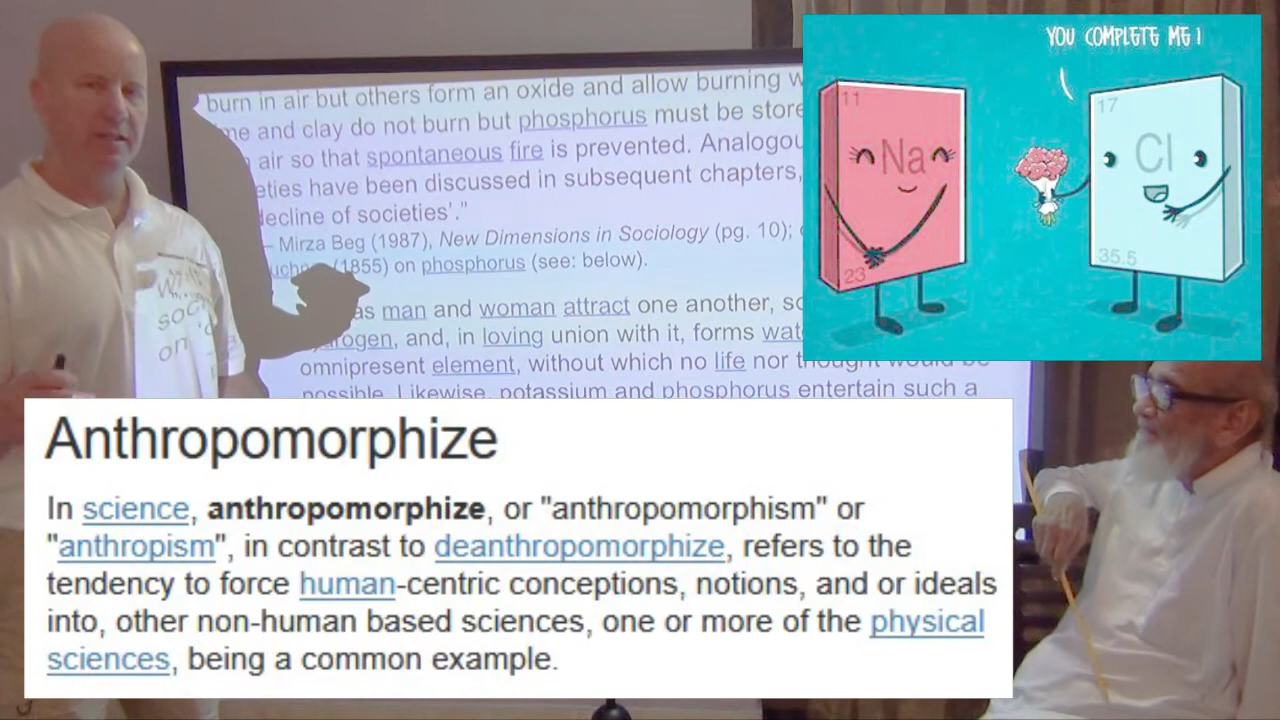 burn in air but others form an oxide and allow burning
me and clay do not burn but phosphorus must be store
air so that spontaneous fire is prevented. Analogou
eties have been discussed in subsequent chapters,
decline of societies'."
– Mirza Beg (1987), New Dimensions in Sociology (pg. 10);
(1855) on phosphorus (see: below).
as man and woman attract one another, so
rogen, and, in loving union with it, forms wat
omnipresent element, without which no life nor thought would be
possible. Likewise, potassium and phosphorus entertain such a
YOU COMPLETE ME!
11
Na
23
17
Cl
35.5
soc
on
Anthropomorphize
In science, anthropomorphize, or "anthropomorphism" or
"anthropism", in contrast to deanthropomorphize, refers to the
tendency to force human-centric conceptions, notions, and or ideals
into, other non-human based sciences, one or more of the physical
sciences, being a common example.